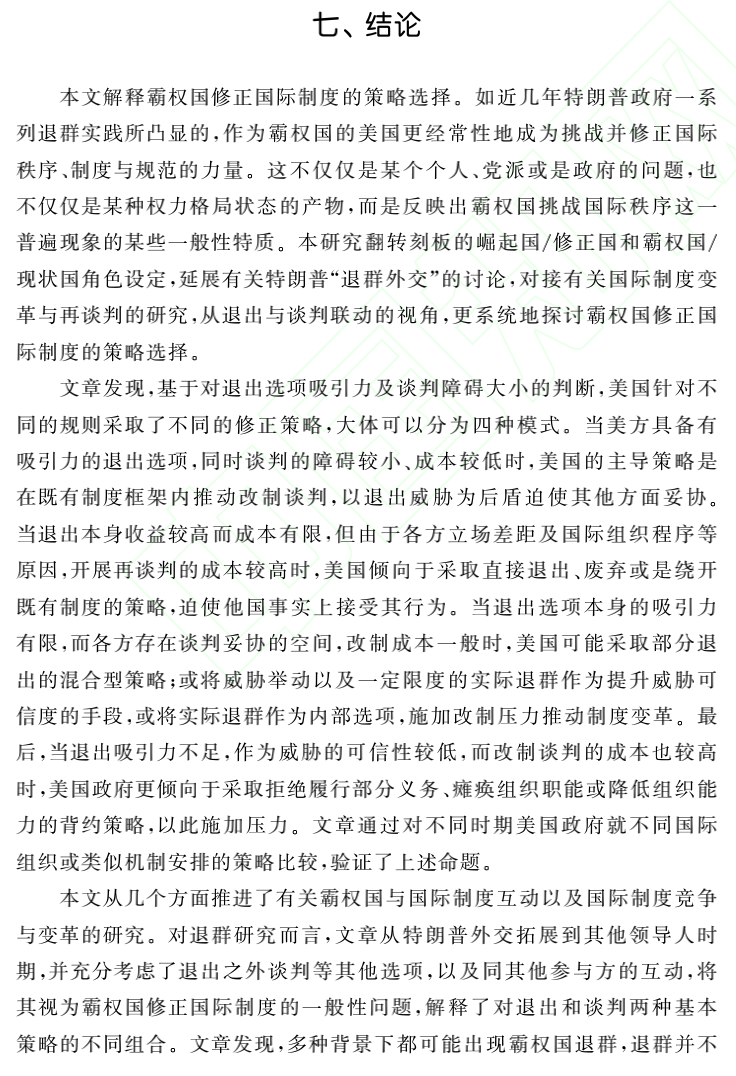 七、结论
本文解释霸权国修正国际制度的策略选择。如近几年特朗普政府一系
列退群实践所凸显的,作为霸权国的美国更经常性地成为挑战并修正国际
秩序、制度与规范的力量。这不仅仅是某个个人、党派或是政府的问题,也
不仅仅是某种权力格局状态的产物,而是反映出霸权国挑战国际秩序这一
普遍现象的某些一般性特质。本研究翻转刻板的崛起国/修正国和霸权国/
现状国角色设定,延展有关特朗普“退群外交”的讨论,对接有关国际制度变
革与再谈判的研究,从退出与谈判联动的视角,更系统地探讨霸权国修正国
际制度的策略选择。
文章发现,基于对退出选项吸引力及谈判障碍大小的判断,美国针对不
同的规则采取了不同的修正策略,大体可以分为四种模式。当美方具备有
吸引力的退出选项,同时谈判的障碍较小、成本较低时,美国的主导策略是
在既有制度框架内推动改制谈判,以退出威胁为后盾迫使其他方面妥协。
当退出本身收益较高而成本有限,但由于各方立场差距及国际组织程序等
原因,开展再谈判的成本较高时,美国倾向于采取直接退出、废弃或是绕开
既有制度的策略,迫使他国事实上接受其行为。当退出选项本身的吸引力
有限,而各方存在谈判妥协的空间,改制成本一般时,美国可能采取部分退
出的混合型策略;或将威胁举动以及一定限度的实际退群作为提升威胁可
信度的手段,或将实际退群作为内部选项,施加改制压力推动制度变革。最
后,当退出吸引力不足,作为威胁的可信性较低,而改制谈判的成本也较高
时,美国政府更倾向于采取拒绝履行部分义务、瘫痪组织职能或降低组织能
力的背约策略,以此施加压力。文章通过对不同时期美国政府就不同国际
组织或类似机制安排的策略比较,验证了上述命题。
本文从几个方面推进了有关霸权国与国际制度互动以及国际制度竞争
与变革的研究。对退群研究而言,文章从特朗普外交拓展到其他领导人时
期,并充分考虑了退出之外谈判等其他选项,以及同其他参与方的互动,将
其视为霸权国修正国际制度的一般性问题,解释了对退出和谈判两种基本
策略的不同组合。文章发现,多种背景下都可能出现霸权国退群,退群并不